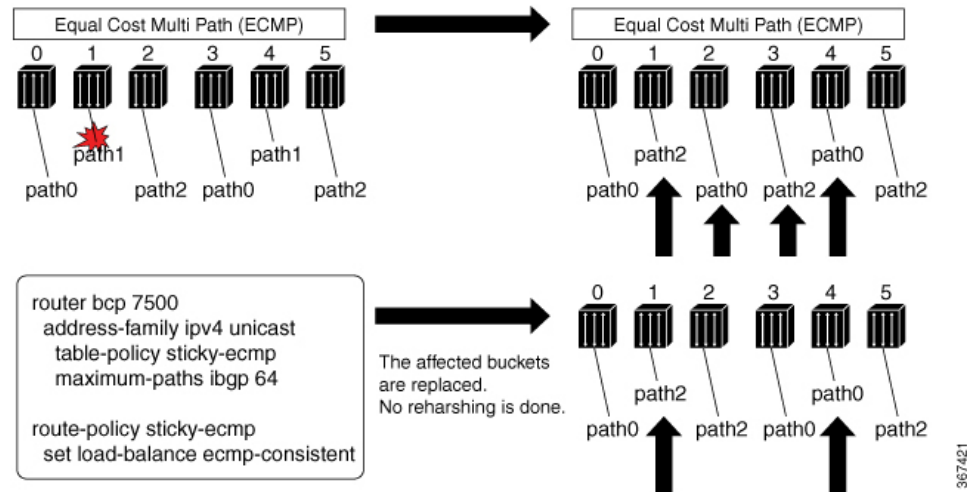 Equal Cost Multi Path (ECMP)
0 1 2 3 4 5
path1 path1
path0 path2 path0 path2
Equal Cost Multi Path (ECMP)
0 1 2 3 4 5
path2 path0
path0 path0 path2 path2
router bcp 7500
address-family ipv4 unicast
table-policy sticky-ecmp
maximum-paths ibgp 64
route-policy sticky-ecmp
set load-balance ecmp-consistent
The affected buckets
are replaced.
No reharshing is done.
0 1 2 3 4 5
path2 path0
path0 path2 path0 path2
367421